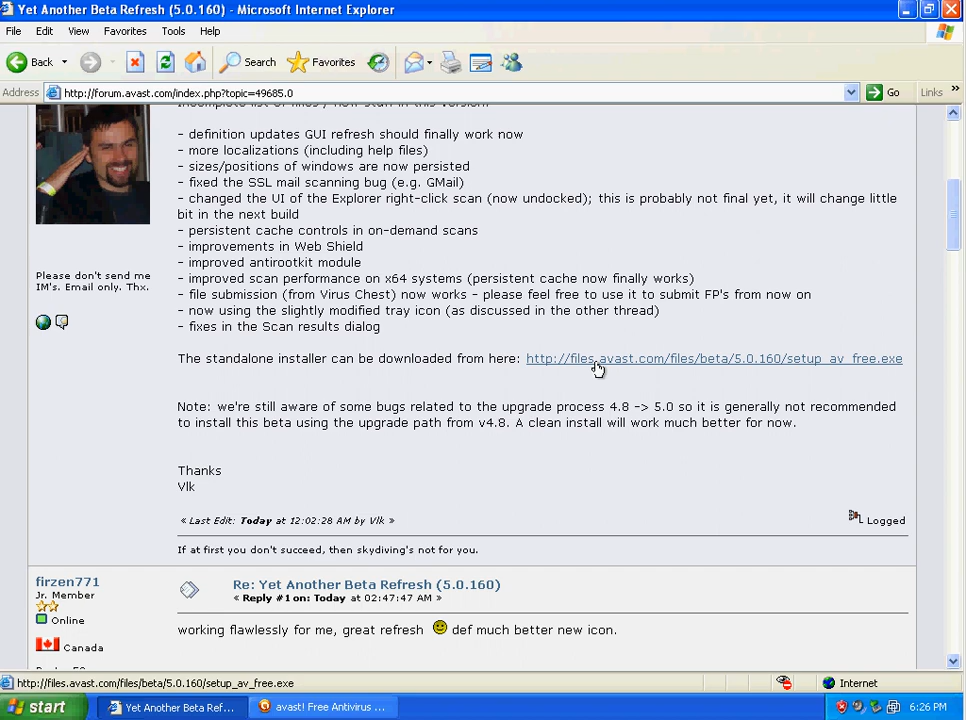 Yet Another Beta Refresh (5.0.160) - Microsoft Internet Explorer
File Edit View Favorites Tools Help
Back Search Favorites
Address http://forum.avast.com/index.php?topic=49685.0 Go Links »
- definition updates GUI refresh should finally work now
- more localizations (including help files)
- sizes/positions of windows are now persisted
- fixed the SSL mail scanning bug (e.g. GMail)
- changed the UI of the Explorer right-click scan (now undocked); this is probably not final yet, it will change little
bit in the next build
- persistent cache controls in on-demand scans
- improvements in Web Shield
- improved antirootkit module
- improved scan performance on x64 systems (persistent cache now finally works)
- file submission (from Virus Chest) now works - please feel free to use it to submit FP's from now on
- now using the slightly modified tray icon (as discussed in the other thread)
- fixes in the Scan results dialog
Please don't send me
IM's. Email only. Thx.
The standalone installer can be downloaded from here: http://files.avast.com/files/beta/5.0.160/setup_av_free.exe
Note: we're still aware of some bugs related to the upgrade process 4.8 -> 5.0 so it is generally not recommended
to install this beta using the upgrade path from v4.8. A clean install will work much better for now.
Thanks
Vlk
« Last Edit: Today at 12:02:28 AM by Vlk »
Logged
If at first you don't succeed, then skydiving's not for you.
firzen771
Jr. Member
Online
Canada
Re: Yet Another Beta Refresh (5.0.160)
« Reply #1 on: Today at 02:47:47 AM »
working flawlessly for me, great refresh def much better new icon.
http://files.avast.com/files/beta/5.0.160/setup_av_free.exe Internet
start Yet Another Beta Ref... avast! Free Antivirus ... 6:26 PM